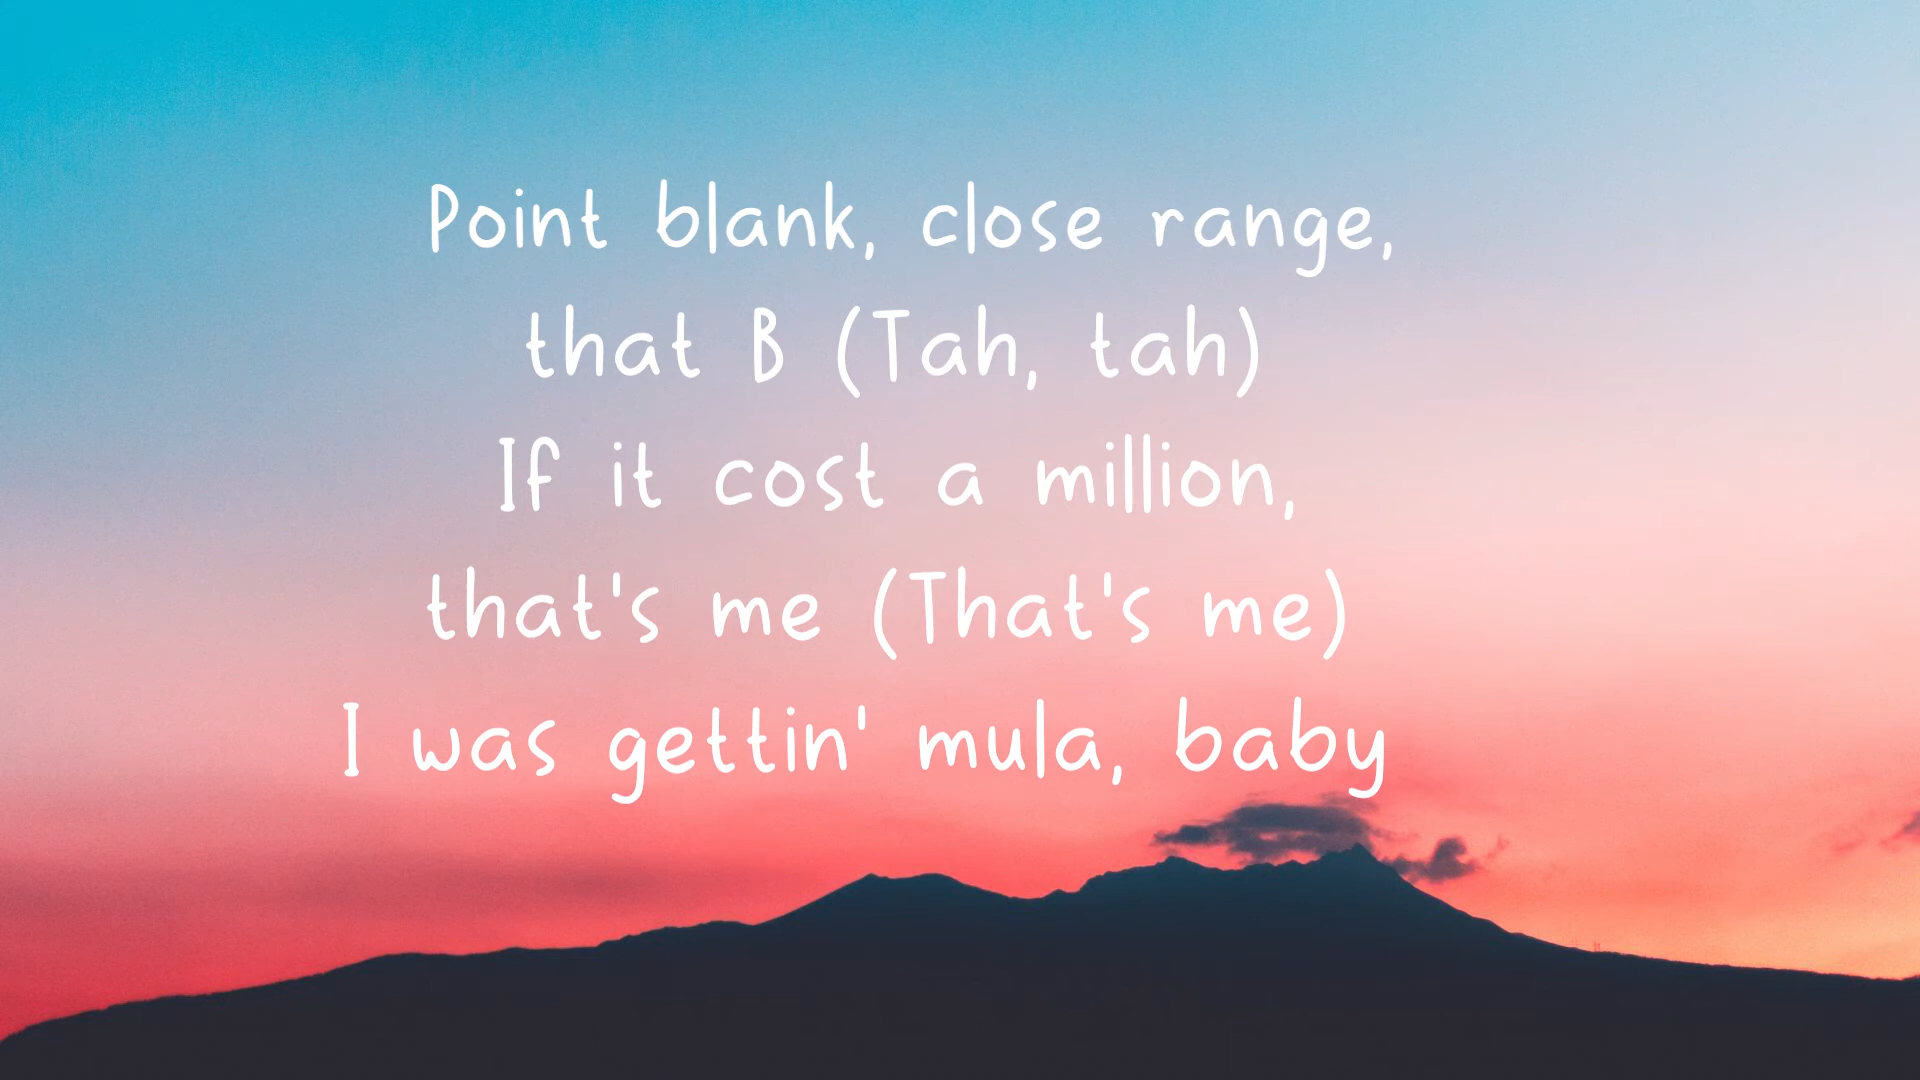 Point blank, close range,
that B (Tah, tah)
If it cost a million,
that's me (That's me)
I was gettin' mula, baby